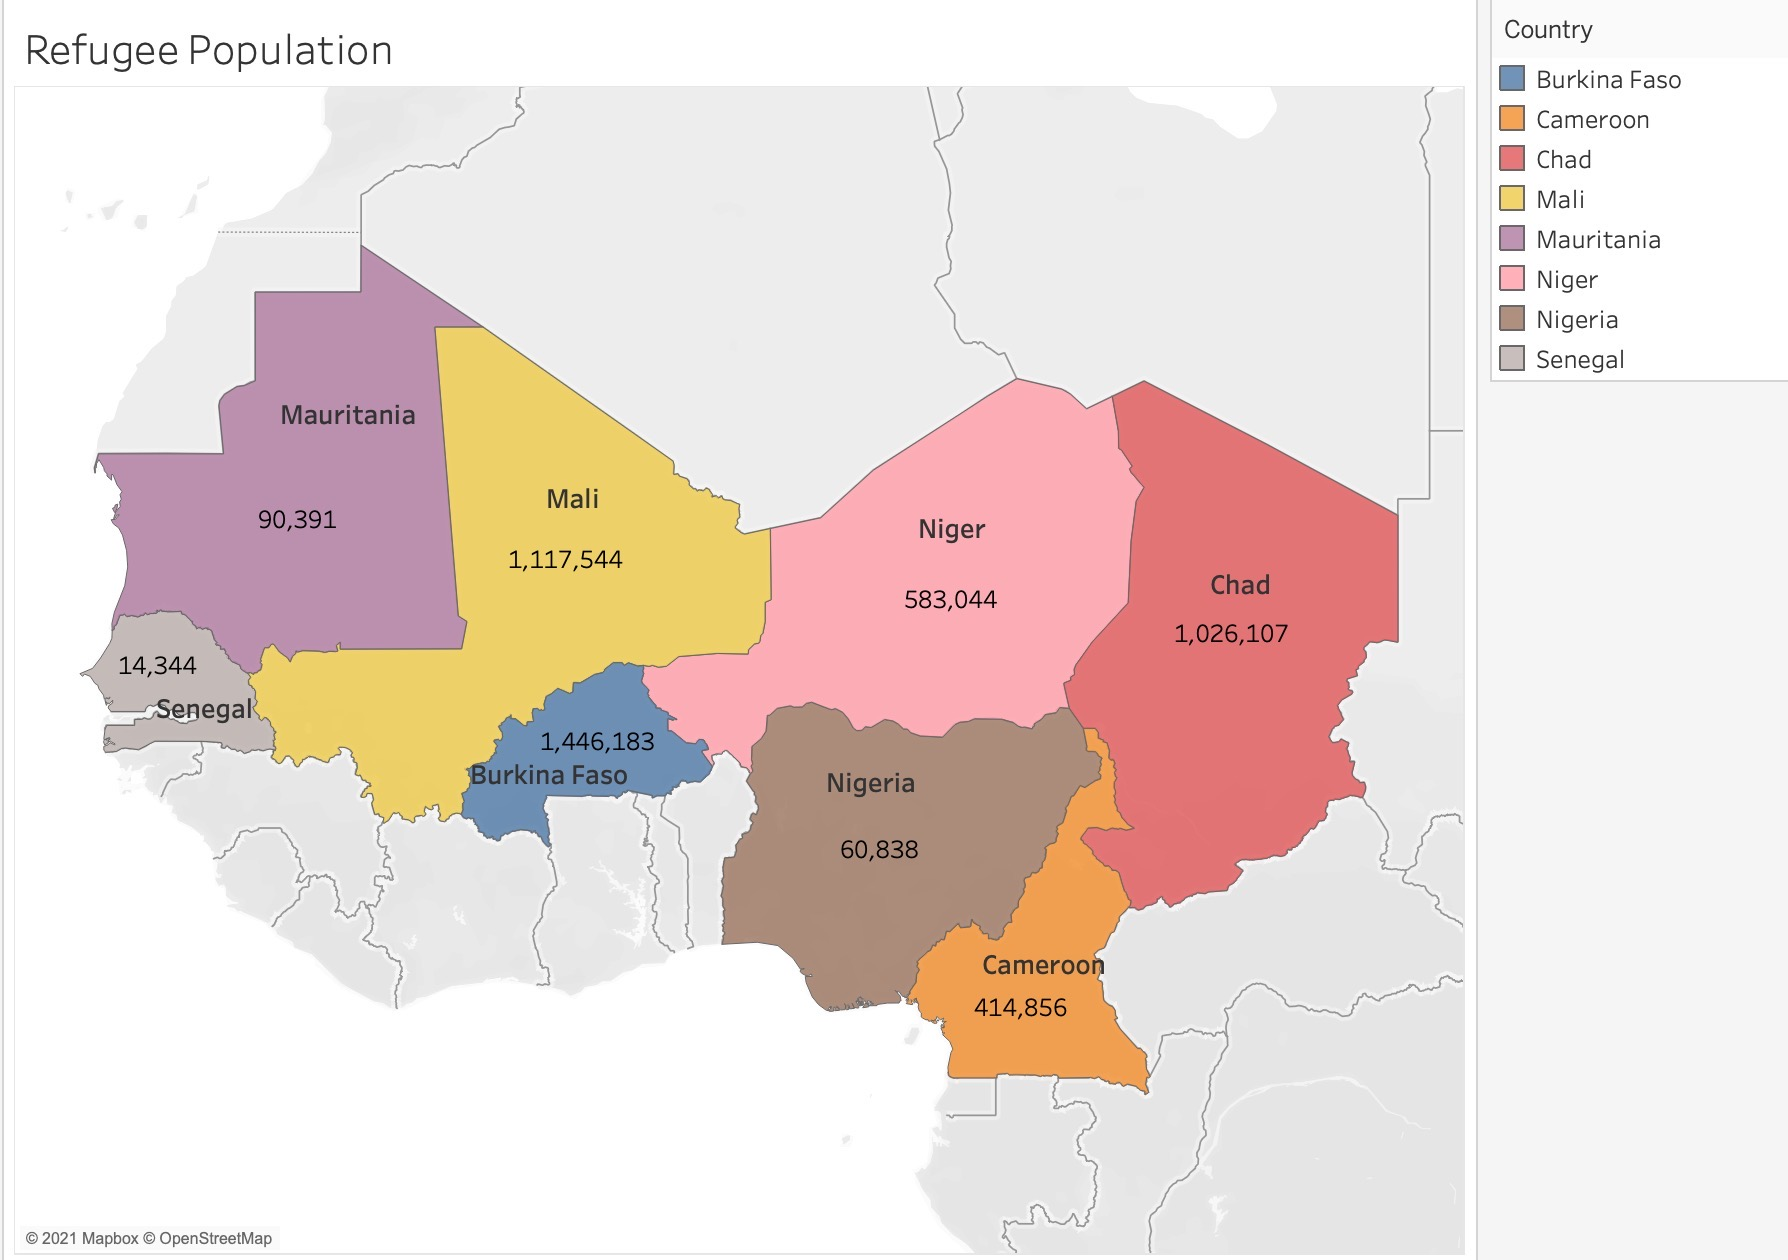 Refugee Population
Country
Burkina Faso
Cameroon
Chad
Mali
Mauritania
Niger
Nigeria
Senegal
Mauritania
90,391
Mali
1,117,544
Niger
583,044
Chad
1,026,107
14,344
Senegal
1,446,183
Burkina Faso
Nigeria
60,838
Cameroon
414,856
© 2021 Mapbox © OpenStreetMap